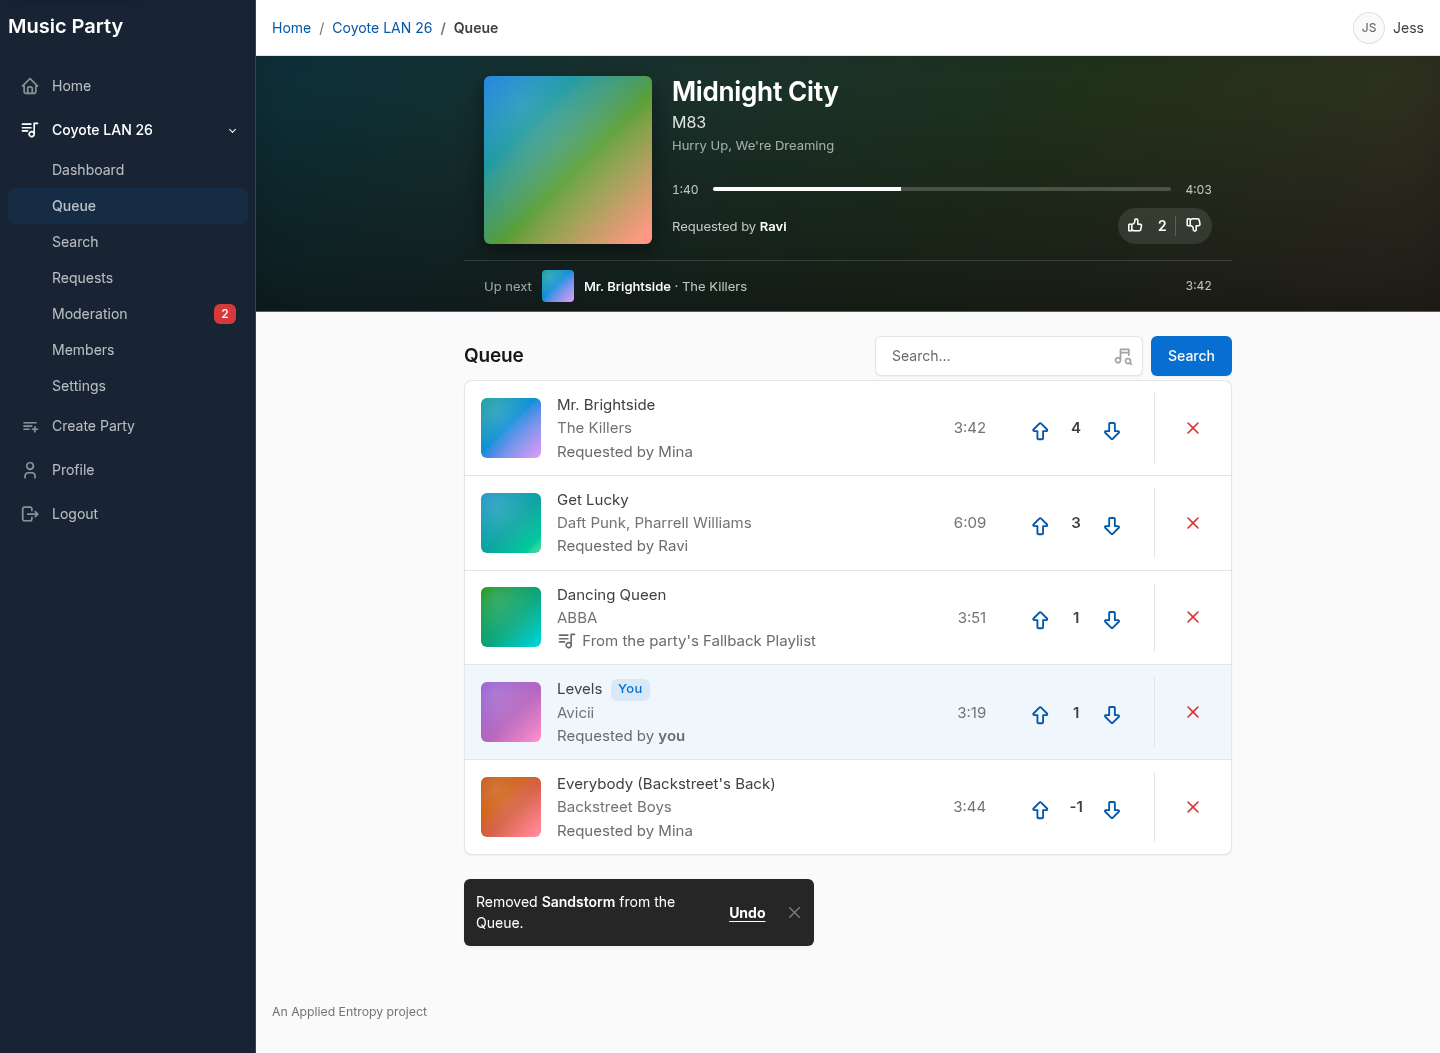 Music Party
Home
Coyote LAN 26
Dashboard
Queue
Search
Requests
Moderation 2
Members
Settings
Create Party
Profile
Logout
Home / Coyote LAN 26 / Queue
JS Jess
Midnight City
M83
Hurry Up, We're Dreaming
1:40 4:03
Requested by Ravi 2
Up next Mr. Brightside · The Killers 3:42
Queue
Search...
Search
Mr. Brightside
The Killers
Requested by Mina
3:42 4
Get Lucky
Daft Punk, Pharrell Williams
Requested by Ravi
6:09 3
Dancing Queen
ABBA
From the party's Fallback Playlist
3:51 1
Levels You
Avicii
Requested by you
3:19 1
Everybody (Backstreet's Back)
Backstreet Boys
Requested by Mina
3:44 -1
Removed Sandstorm from the
Queue.
Undo
An Applied Entropy project